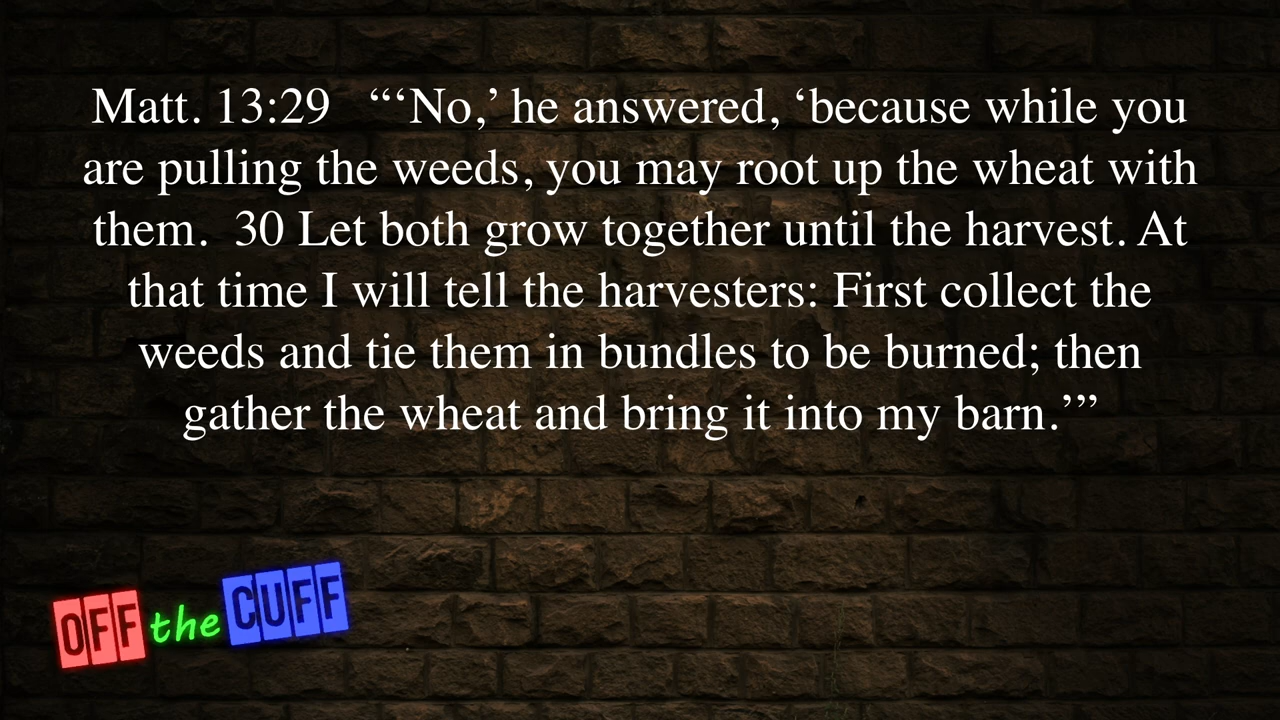 Matt. 13:29   “‘No,’ he answered, ‘because while you
are pulling the weeds, you may root up the wheat with
them.  30 Let both grow together until the harvest. At
that time I will tell the harvesters: First collect the
weeds and tie them in bundles to be burned; then
gather the wheat and bring it into my barn.’”
OFF the CUFF